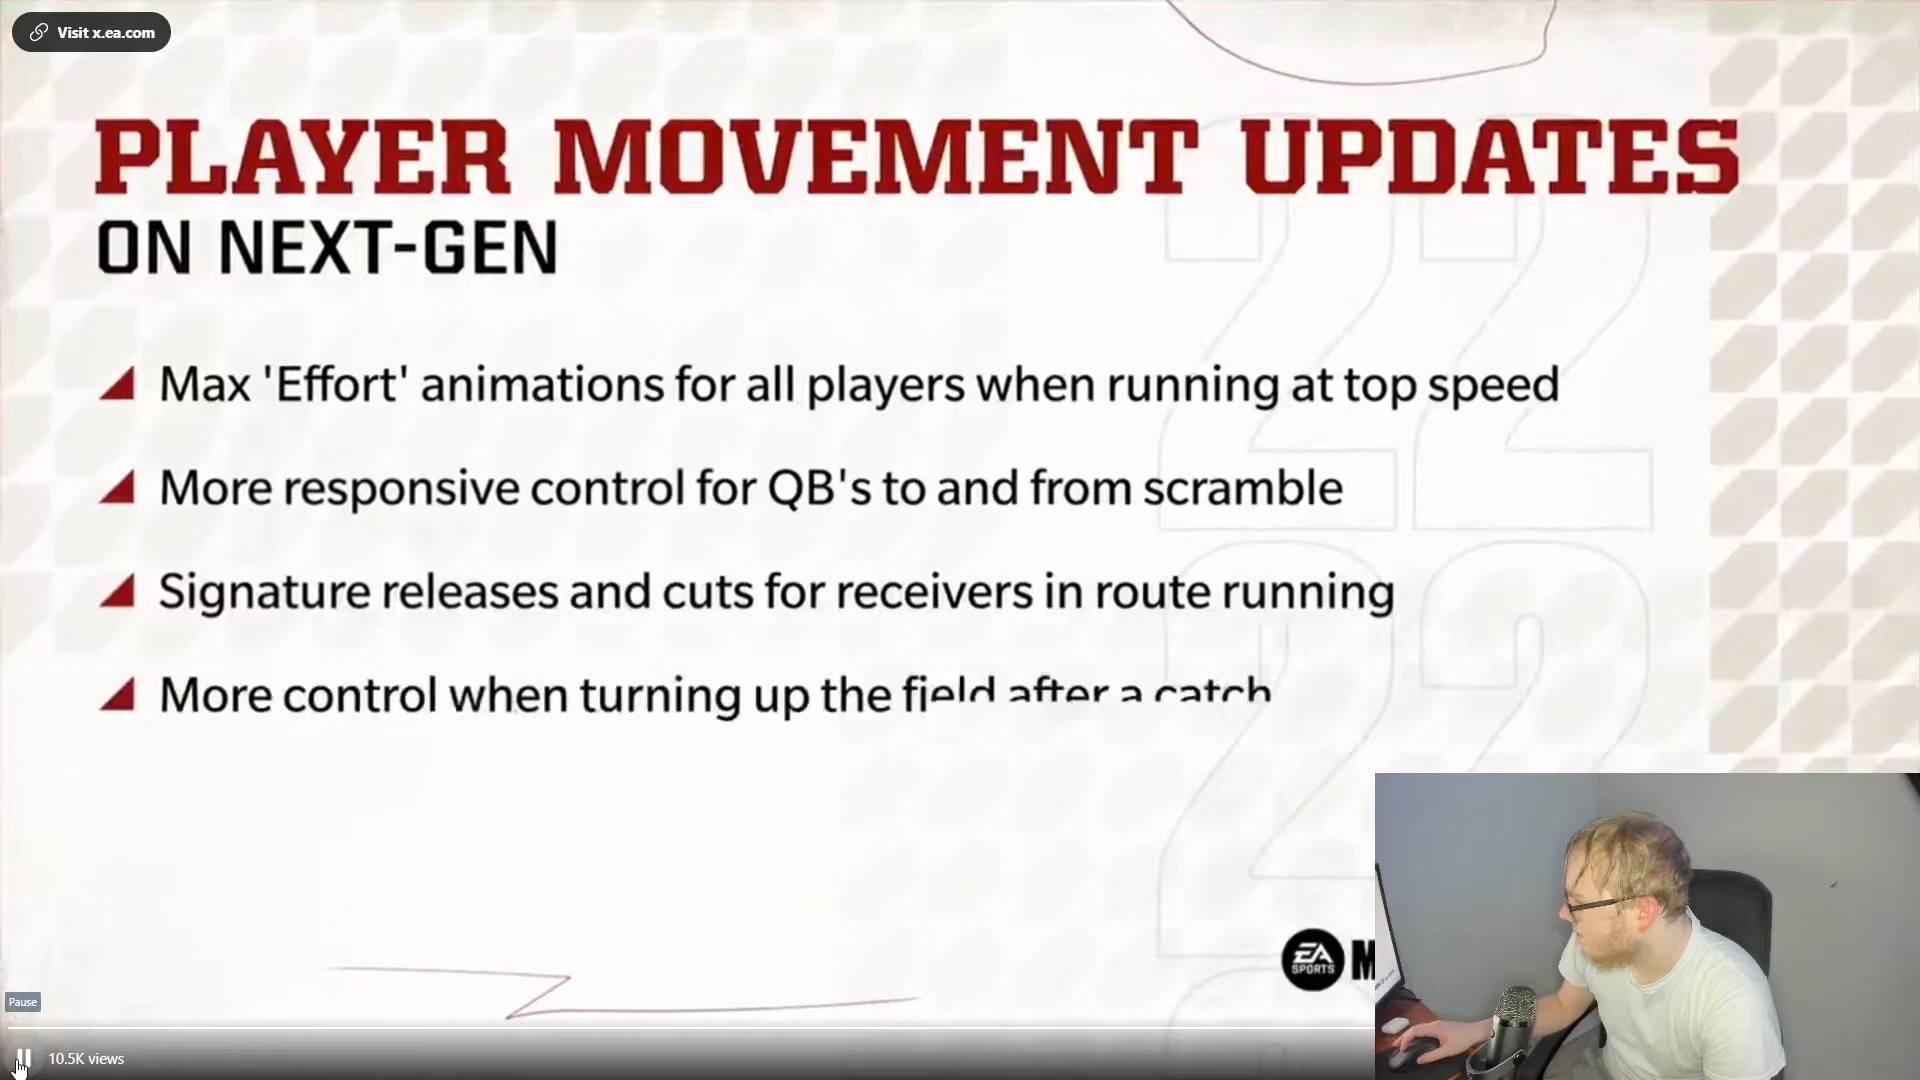 Visit x.ea.com
PLAYER MOVEMENT UPDATES
ON NEXT-GEN
Max 'Effort' animations for all players when running at top speed
More responsive control for QB's to and from scramble
Signature releases and cuts for receivers in route running
More control when turning up the field after a catch
22
22
EA
SPORTS
M
Pause
10.5K views